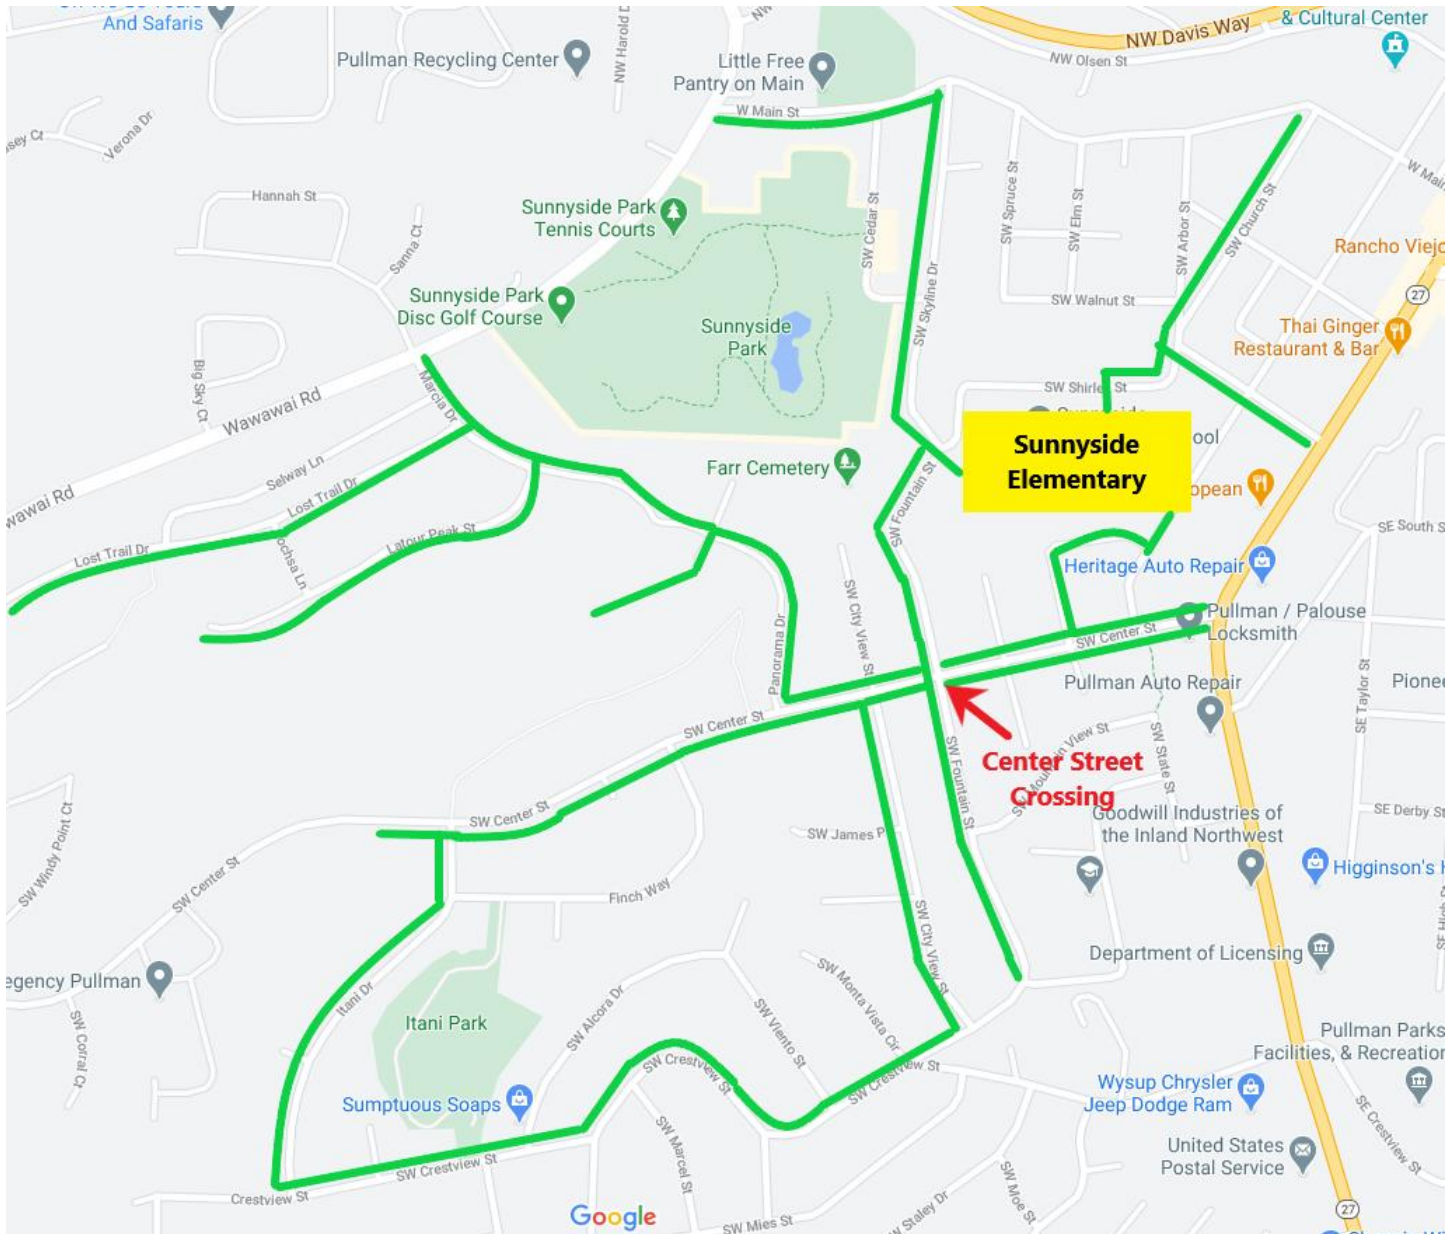 And Safaris
Pullman Recycling Center
NW Harold D
Little Free
Pantry on Main
NW Davis Way
NW Olsen St
& Cultural Center
W Main St
Verona Dr
Hannah St
Sanna Ct
Sunnyside Park
Tennis Courts
SW Cedar St
SW Spruce St
SW Elm St
SW Arbor St
SW Church St
W Main
Rancho Viejo
27
Sunnyside Park
Disc Golf Course
Sunnyside
Park
SW Skyline Dr
SW Walnut St
Thai Ginger
Restaurant & Bar
Big Sky Ct
Marcia Dr
Wawawai Rd
SW Shirley St
Sunnyside
Elementary
ool
Farr Cemetery
opean
Selway Ln
Lost Trail Dr
wawai Rd
SW Fountain St
Latour Peak St
Lost Trail Dr
ochsa Ln
SE South S
Heritage Auto Repair
SW City View St
Pullman / Palouse
Locksmith
SW Center St
Panorama Dr
Pullman Auto Repair
SE Taylor St
Pionee
SW Center St
SW Fountain St
SW Mountain View St
SW State St
Center Street
Crossing
SW Center St
SW James P
Goodwill Industries of
the Inland Northwest
SE Derby St
Higginson's H
SW Windy Point Ct
SW Center St
Finch Way
SW City View St
Department of Licensing
SE High S
egency Pullman
Itani Dr
Itani Park
SW Alcora Dr
SW Viento St
SW Monta Vista Cir
SW Corral Ct
Pullman Parks
Facilities, & Recreation
SW Crestview St
SW Crestview St
Sumptuous Soaps
Wysup Chrysler
Jeep Dodge Ram
SE Crestview St
United States
Postal Service
SW Marcel St
SW Crestview St
Crestview St
SW Moe St
W Staley Dr
Google
SW Mies St
27